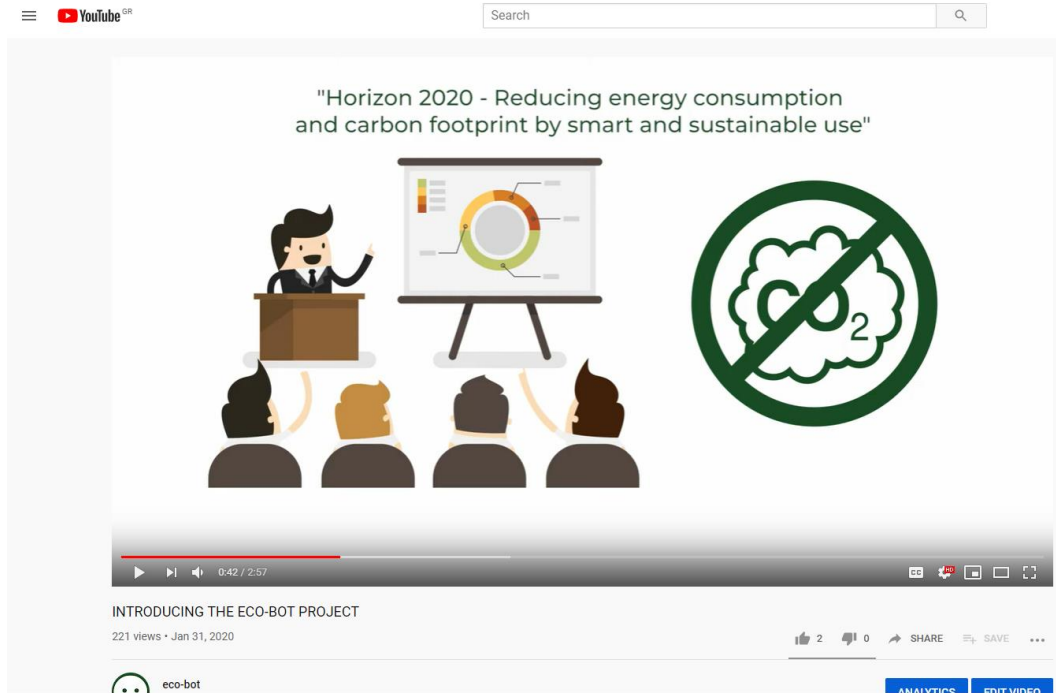 YouTube GR
Search
"Horizon 2020 - Reducing energy consumption
and carbon footprint by smart and sustainable use"
CO2
0:42 / 2:57
CC
HD
INTRODUCING THE ECO-BOT PROJECT
221 views • Jan 31, 2020
2 0 SHARE SAVE
eco-bot
ANALYTICS EDIT VIDEO